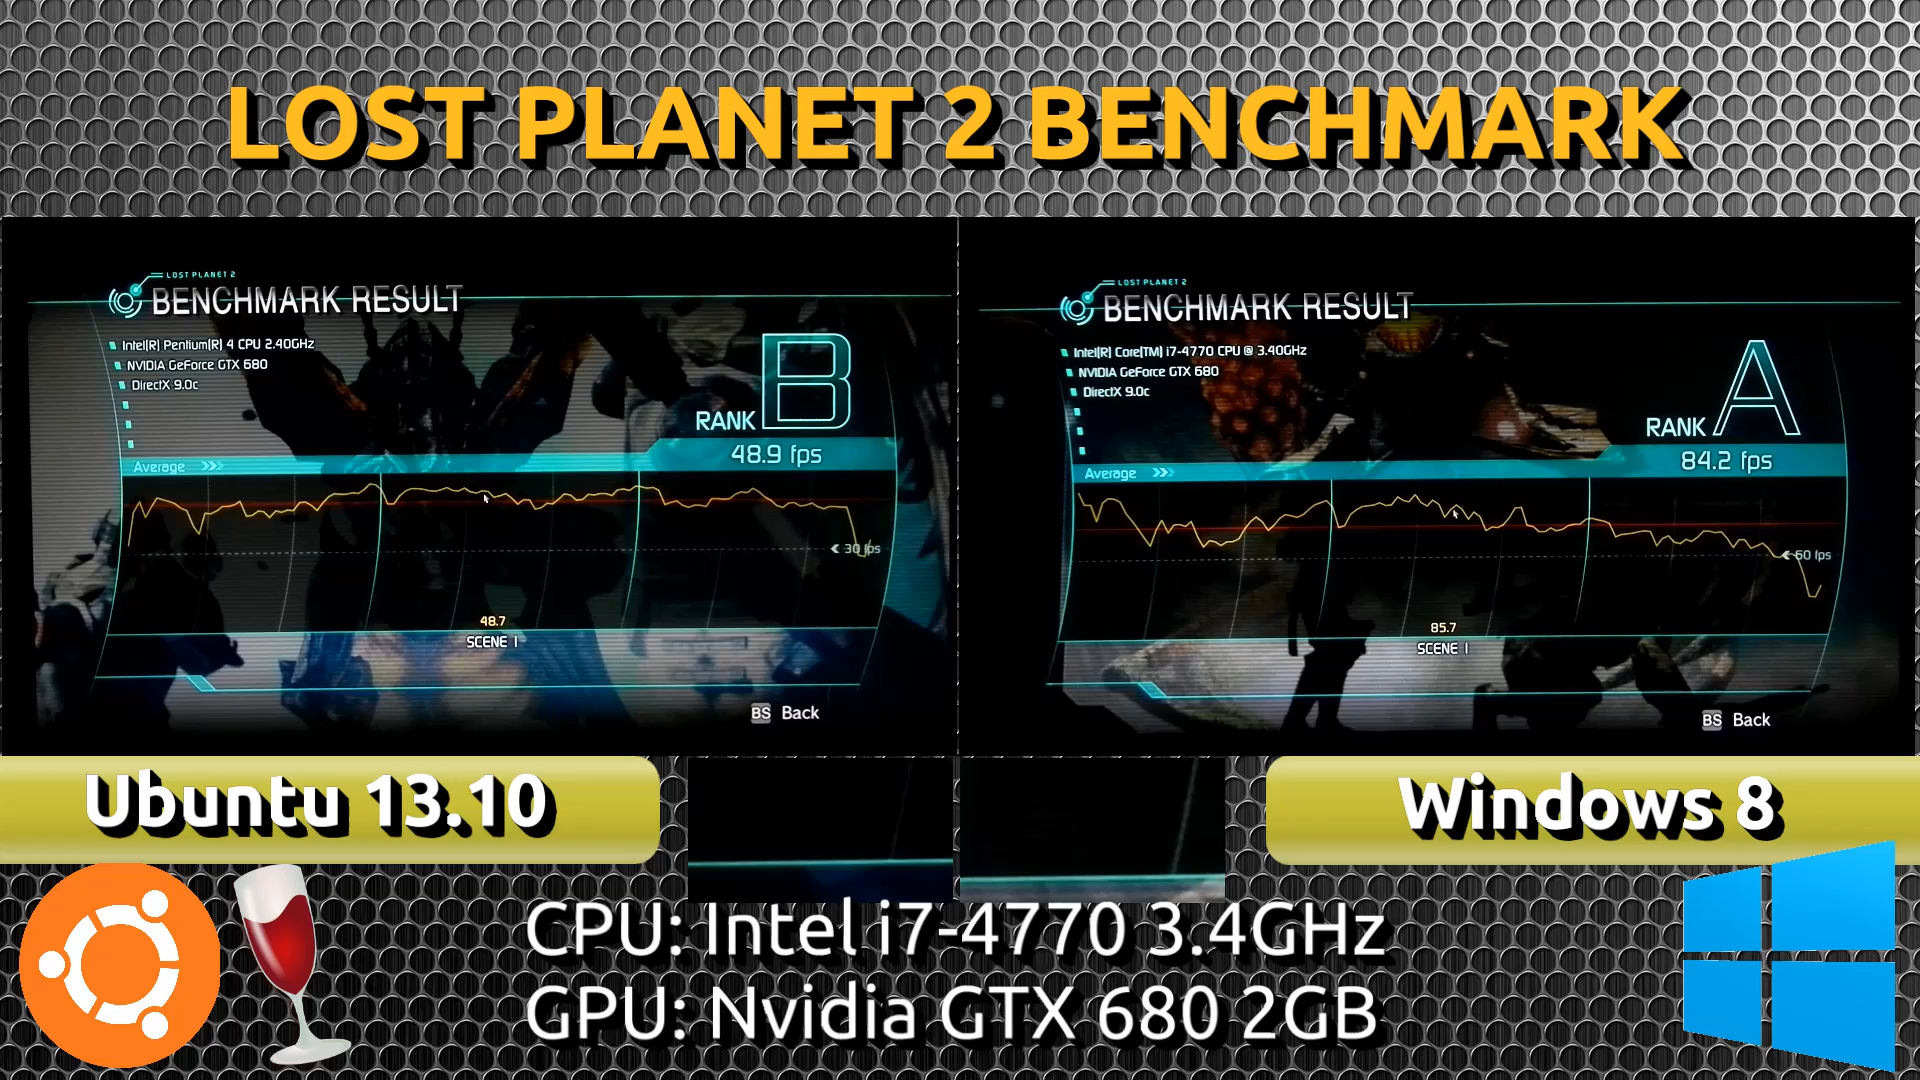 LOST PLANET 2 BENCHMARK
LOST PLANET 2
BENCHMARK RESULT
Intel(R) Pentium(R) 4 CPU 2.40GHz
NVIDIA GeForce GTX 680
DirectX 9.0c
RANK B
48.9 fps
Average
30 fps
48.7
SCENE 1
BS Back
LOST PLANET 2
BENCHMARK RESULT
Intel(R) Core(TM) i7-4770 CPU @ 3.40GHz
NVIDIA GeForce GTX 680
DirectX 9.0c
RANK A
84.2 fps
Average
60 fps
85.7
SCENE 1
BS Back
Ubuntu 13.10
Windows 8
CPU: Intel i7-4770 3.4GHz
GPU: Nvidia GTX 680 2GB